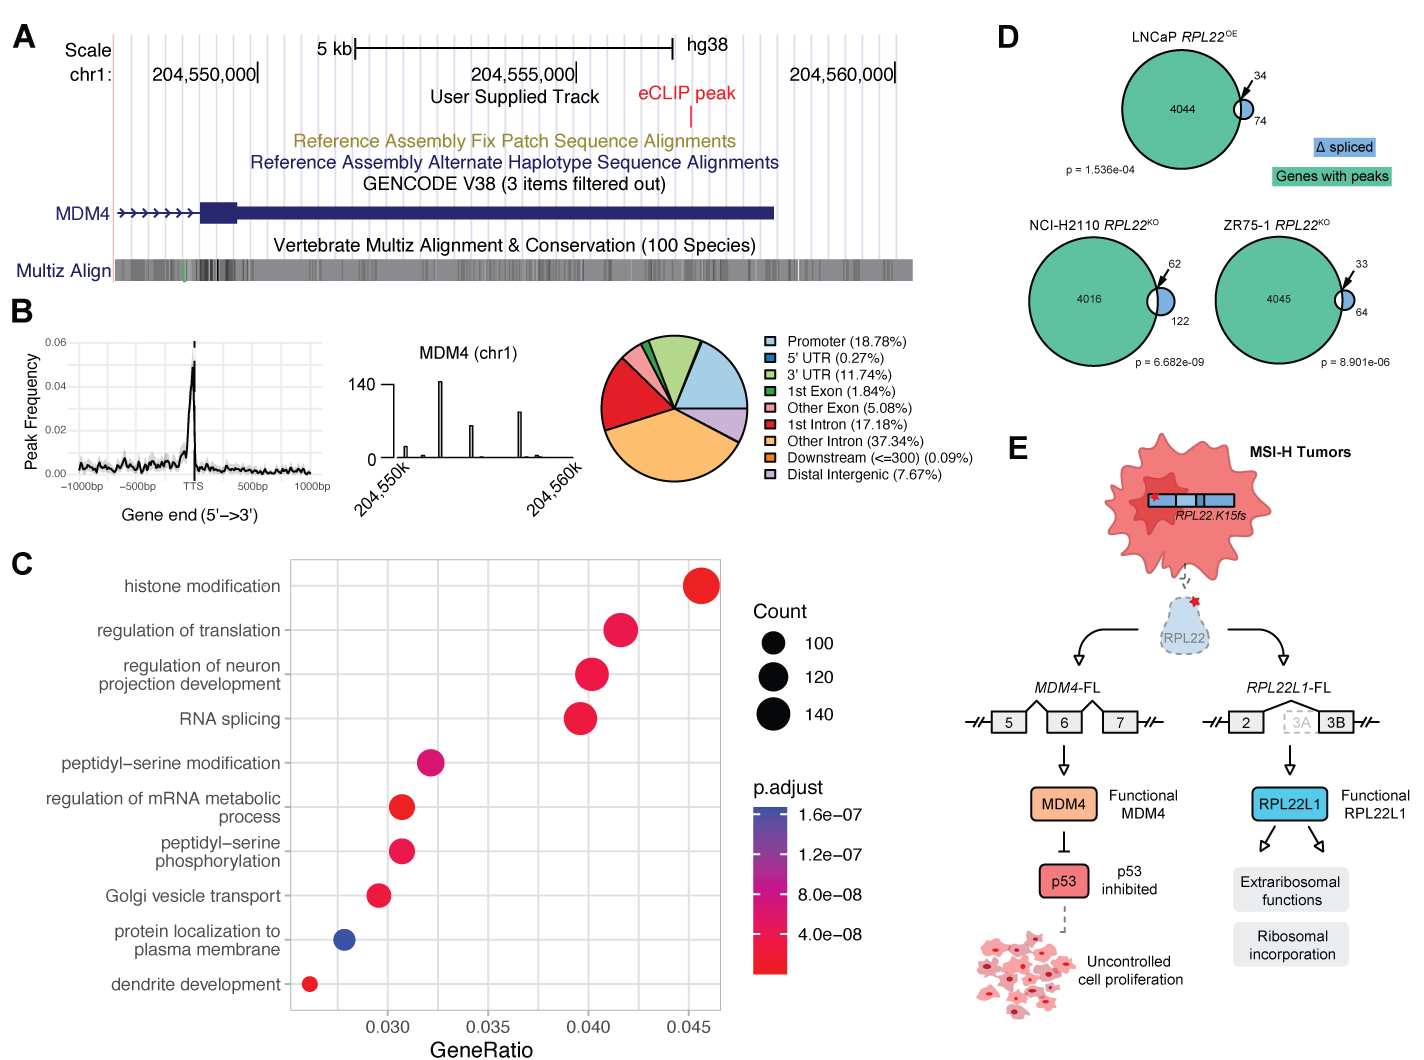 A
Scale
5 kb
hg38
chr1:
204,550,000
204,555,000
204,560,000
User Supplied Track
eCLIP peak
Reference Assembly Fix Patch Sequence Alignments
Reference Assembly Alternate Haplotype Sequence Alignments
GENCODE V38 (3 items filtered out)
MDM4
Vertebrate Multiz Alignment & Conservation (100 Species)
Multiz Align
B
Peak Frequency
0.06
0.04
0.02
0.00
−1000bp
−500bp
TTS
500bp
1000bp
Gene end (5'−>3')
MDM4 (chr1)
140
0
204,550k
204,560k
Promoter (18.78%)
5' UTR (0.27%)
3' UTR (11.74%)
1st Exon (1.84%)
Other Exon (5.08%)
1st Intron (17.18%)
Other Intron (37.34%)
Downstream (<=300) (0.09%)
Distal Intergenic (7.67%)
C
histone modification
regulation of translation
regulation of neuron
projection development
RNA splicing
peptidyl−serine modification
regulation of mRNA metabolic
process
peptidyl−serine
phosphorylation
Golgi vesicle transport
protein localization to
plasma membrane
dendrite development
0.030
0.035
0.040
0.045
GeneRatio
Count
100
120
140
p.adjust
1.6e−07
1.2e−07
8.0e−08
4.0e−08
D
LNCaP RPL22OE
4044
34
74
p = 1.536e-04
Δ spliced
Genes with peaks
NCI-H2110 RPL22KO
4016
62
122
p = 6.682e-09
ZR75-1 RPL22KO
4045
33
64
p = 8.901e-06
E
MSI-H Tumors
RPL22.K15fs
RPL22
MDM4-FL
5
6
7
RPL22L1-FL
2
3A
3B
MDM4
Functional
MDM4
RPL22L1
Functional
RPL22L1
p53
p53
inhibited
Extraribosomal
functions
Ribosomal
incorporation
Uncontrolled
cell proliferation